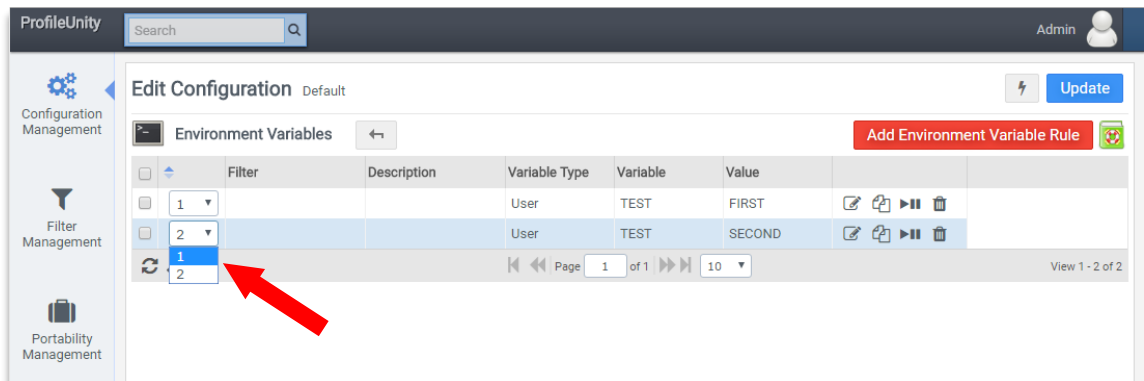 ProfileUnity
Search
Admin
Configuration
Management
Filter
Management
Portability
Management
Edit Configuration Default
Update
Environment Variables
Add Environment Variable Rule
Filter Description Variable Type Variable Value
1 User TEST FIRST
2 User TEST SECOND
1
2
Page 1 of 1 10
View 1 - 2 of 2